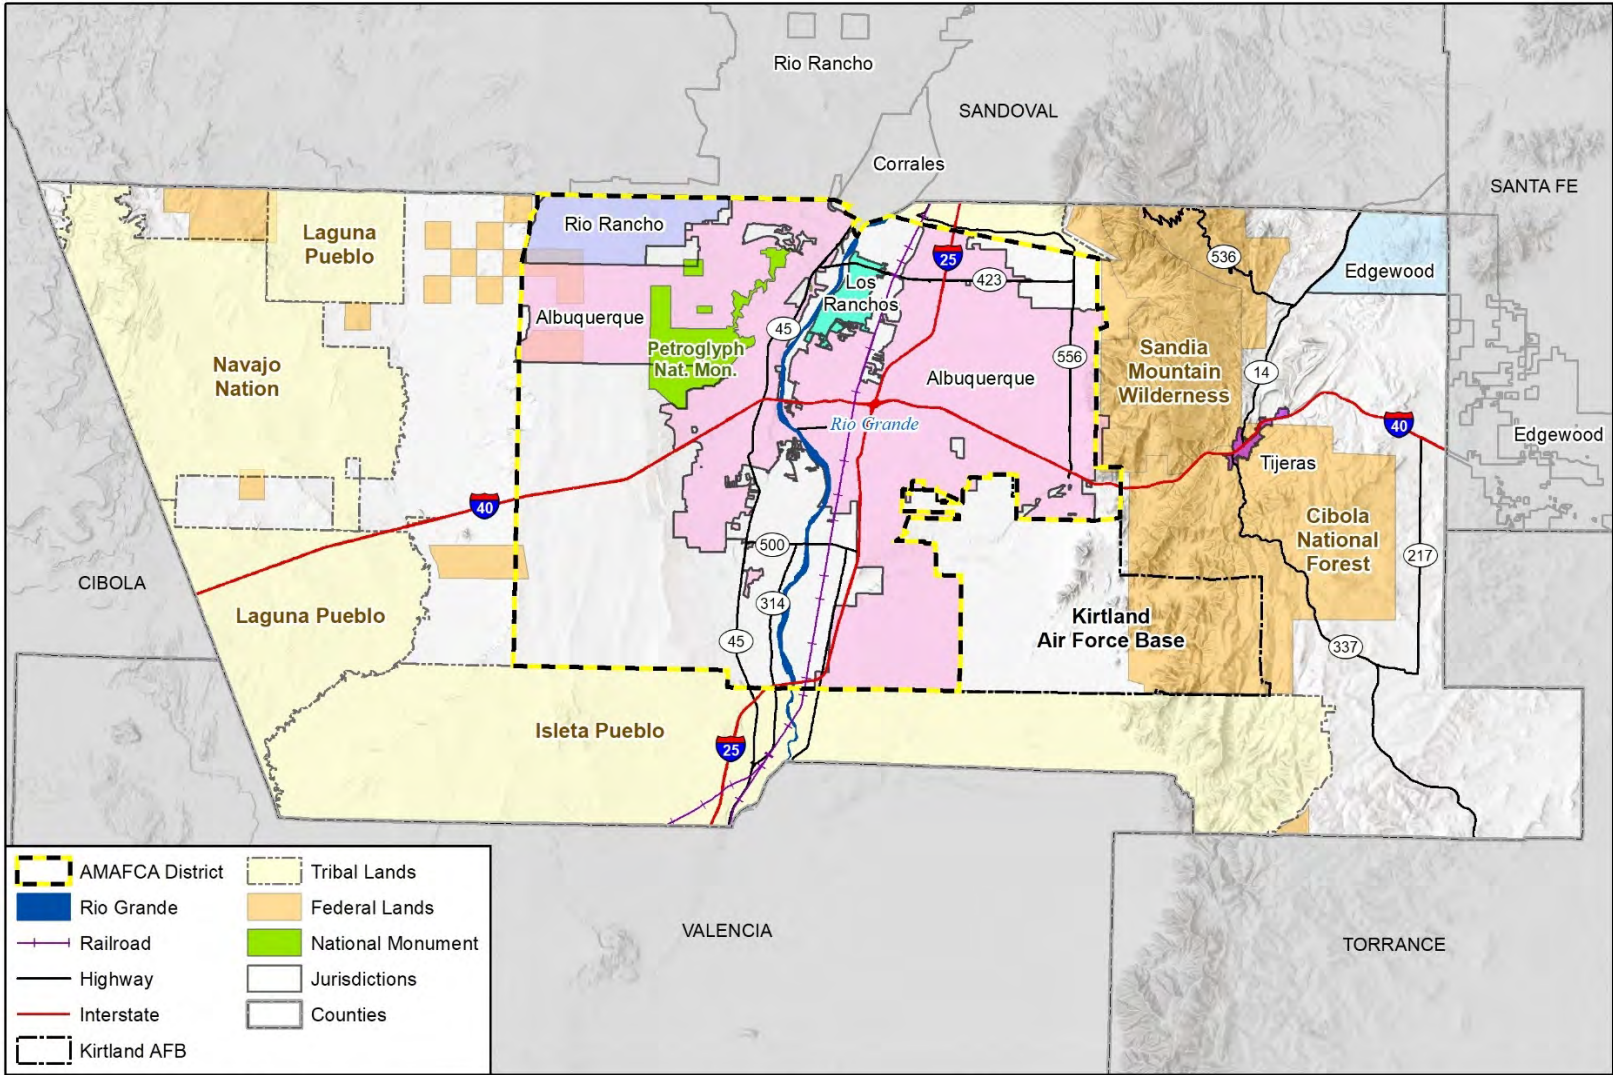 Rio Rancho
SANDOVAL
Corrales
SANTA FE
Rio Rancho
Laguna
Pueblo
25
536
Edgewood
423
Los
Ranchos
Albuquerque
45
Petroglyph
Nat. Mon.
556
Sandia
Mountain
Wilderness
Navajo
Nation
14
Albuquerque
Rio Grande
40
Edgewood
Tijeras
40
Cibola
National
Forest
500
217
CIBOLA
314
Laguna Pueblo
45
Kirtland
Air Force Base
337
Isleta Pueblo
25
AMAFCA District
Rio Grande
Railroad
Highway
Interstate
Kirtland AFB
Tribal Lands
Federal Lands
National Monument
Jurisdictions
Counties
VALENCIA
TORRANCE